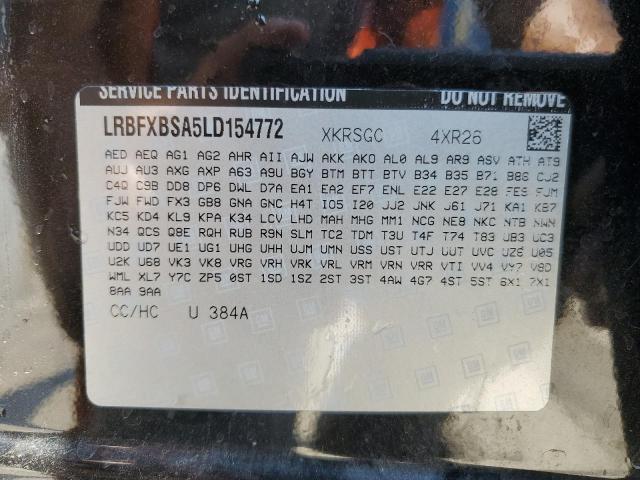 SERVICE PARTS IDENTIFICATION DO NOT REMOVE
LRBFXBSA5LD154772 XKRSGC 4XR26
AED AEQ AG1 AG2 AHR AII AJW AKK AKO AL0 AL9 AR9 ASV ATH AT9
AUJ AU3 AXG AXP A63 A9U BGY BTM BTT BTV B34 B35 B71 B86 CJ2
C4Q C9B DD8 DP6 DWL D7A EA1 EA2 EF7 ENL E22 E27 E28 FE9 FJM
FJW FWD FX3 GB8 GNA GNC H4T IO5 I20 JJ2 JNK J61 J71 KA1 KB7
KC5 KD4 KL9 KPA K34 LCV LHD MAH MHG MM1 NCG NE8 NKC NTB NWN
N34 QCS Q8E RQH RUB R9N SLM TC2 TDM T3U T4F T74 T83 UB3 UC3
UDD UD7 UE1 UG1 UHG UHH UJM UMN USS UST UTJ UUT UVC UZ6 U05
U2K U68 VK3 VK8 VRG VRH VRK VRL VRM VRN VRR VTI VV4 VY7 V9D
WML XL7 Y7C ZP5 0ST 1SD 1SZ 2ST 3ST 4AW 4G7 4ST 5ST 6X1 7X1
8AA 9AA
CC/HC U 384A